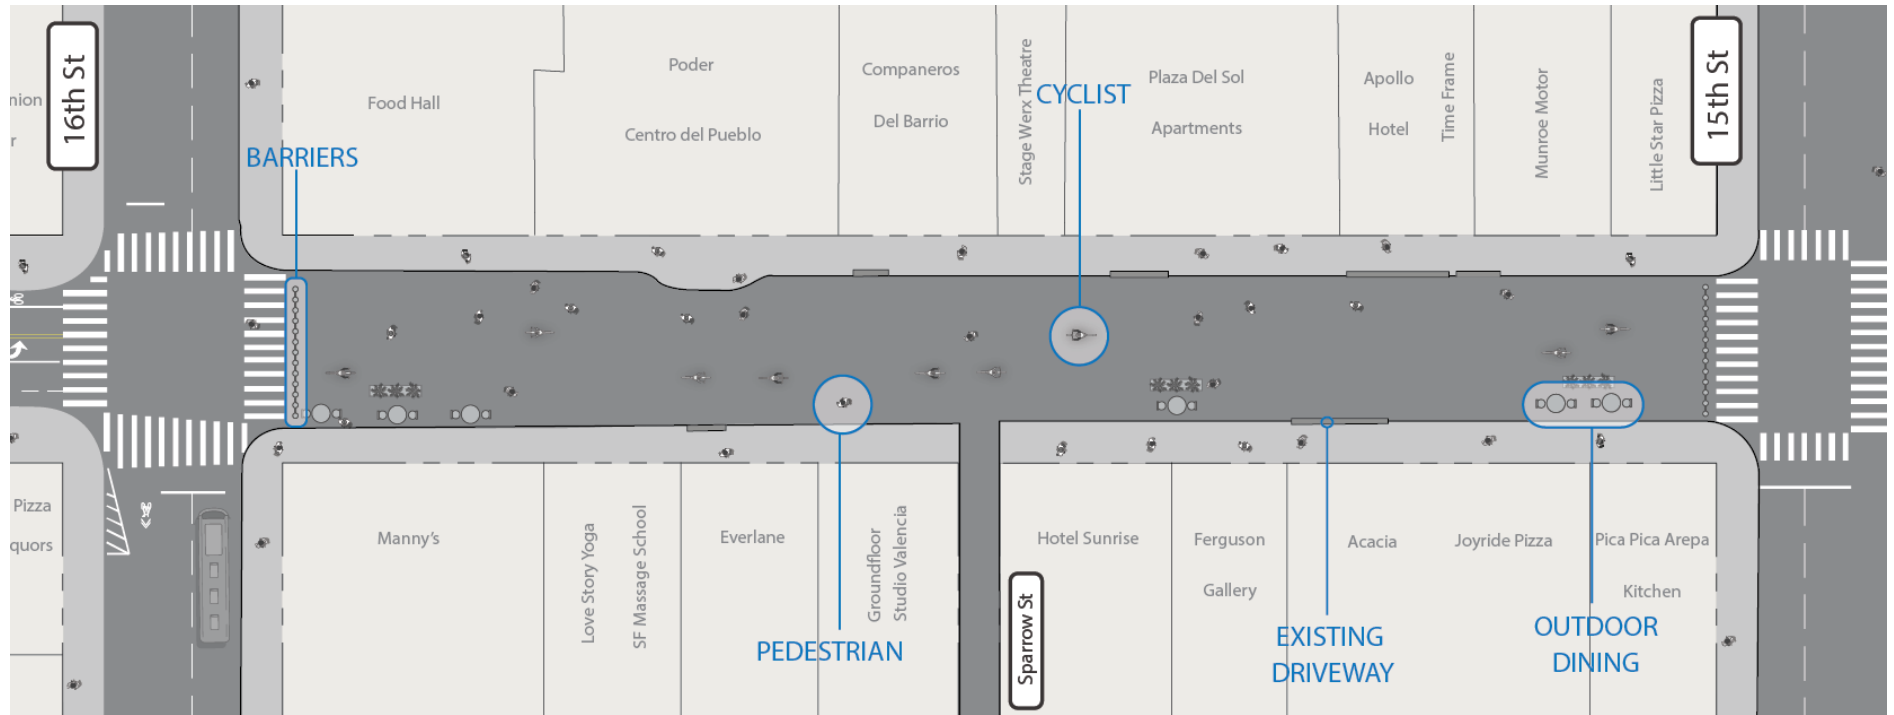 16th St
nion
r
Food Hall
Poder
Centro del Pueblo
Companeros
Del Barrio
Stage Werx Theatre
CYCLIST
Plaza Del Sol
Apartments
Apollo
Hotel
Time Frame
Munroe Motor
Little Star Pizza
15th St
BARRIERS
Pizza
quors
Manny's
Love Story Yoga
SF Massage School
Everlane
Groundfloor
Studio Valencia
PEDESTRIAN
Sparrow St
Hotel Sunrise
Ferguson
Gallery
Acacia
Joyride Pizza
Pica Pica Arepa
Kitchen
EXISTING
DRIVEWAY
OUTDOOR
DINING